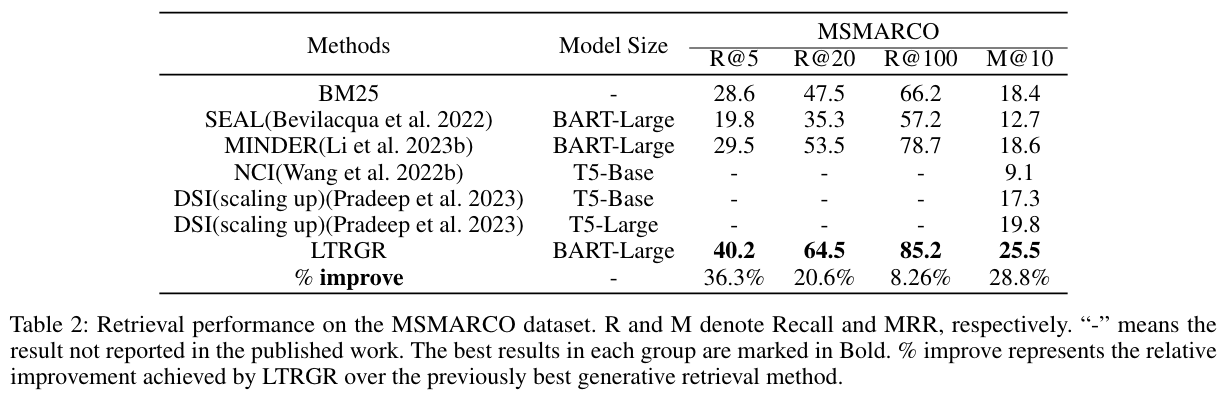 Methods Model Size MSMARCO
R@5 R@20 R@100 M@10
BM25 - 28.6 47.5 66.2 18.4
SEAL(Bevilacqua et al. 2022) BART-Large 19.8 35.3 57.2 12.7
MINDER(Li et al. 2023b) BART-Large 29.5 53.5 78.7 18.6
NCI(Wang et al. 2022b) T5-Base - - - 9.1
DSI(scaling up)(Pradeep et al. 2023) T5-Base - - - 17.3
DSI(scaling up)(Pradeep et al. 2023) T5-Large - - - 19.8
LTRGR BART-Large 40.2 64.5 85.2 25.5
% improve - 36.3% 20.6% 8.26% 28.8%
Table 2: Retrieval performance on the MSMARCO dataset. R and M denote Recall and MRR, respectively. “-” means the
result not reported in the published work. The best results in each group are marked in Bold. % improve represents the relative
improvement achieved by LTRGR over the previously best generative retrieval method.